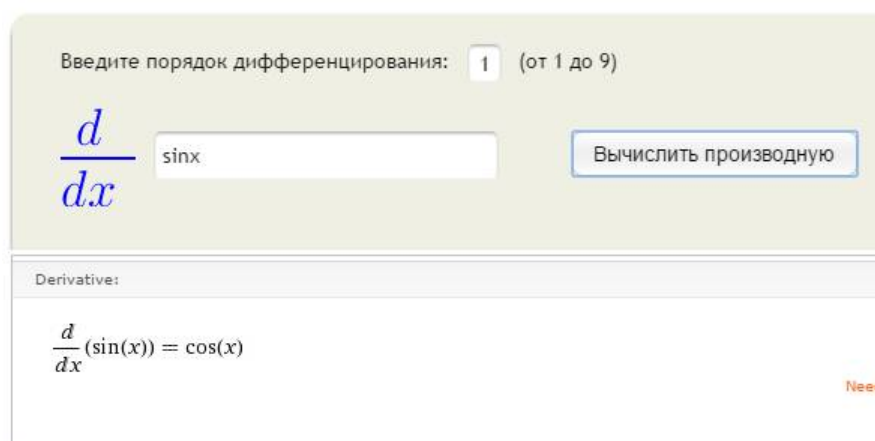 Введите порядок дифференцирования: 1 (от 1 до 9)
d/dx sinx Вычислить производную
Derivative:
d/dx (sin(x)) = cos(x)